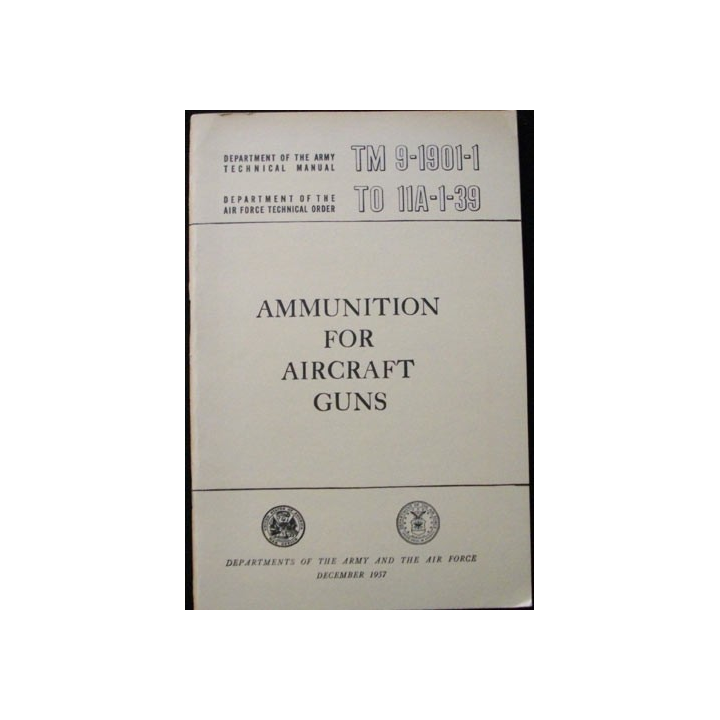 DEPARTMENT OF THE ARMY
TECHNICAL MANUAL
TM 9-1901-1
DEPARTMENT OF THE
AIR FORCE TECHNICAL ORDER
TO 11A-1-39
AMMUNITION
FOR
AIRCRAFT
GUNS
DEPARTMENTS OF THE ARMY AND THE AIR FORCE
DECEMBER 1957